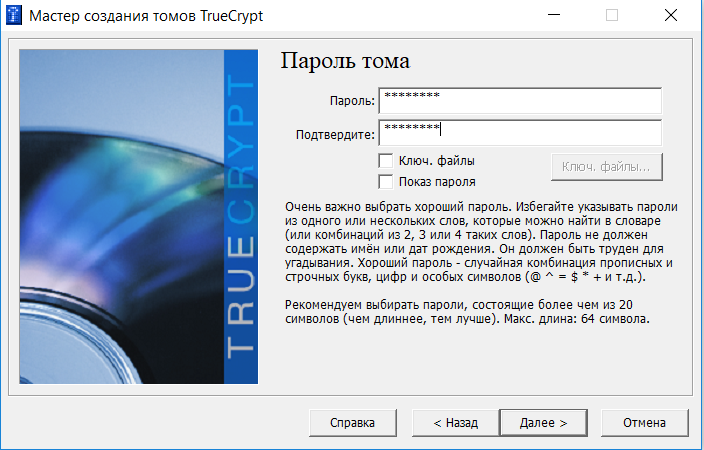 Мастер создания томов TrueCrypt
TRUECRYPT
Пароль тома
Пароль: ********
Подтвердите: ********
Ключ. файлы
Ключ. файлы...
Показ пароля
Очень важно выбрать хороший пароль. Избегайте указывать пароли
из одного или нескольких слов, которые можно найти в словаре
(или комбинаций из 2, 3 или 4 таких слов). Пароль не должен
содержать имён или дат рождения. Он должен быть труден для
угадывания. Хороший пароль - случайная комбинация прописных и
строчных букв, цифр и особых символов (@ ^ = $ * + и т.д.).
Рекомендуем выбирать пароли, состоящие более чем из 20
символов (чем длиннее, тем лучше). Макс. длина: 64 символа.
Справка
< Назад
Далее >
Отмена